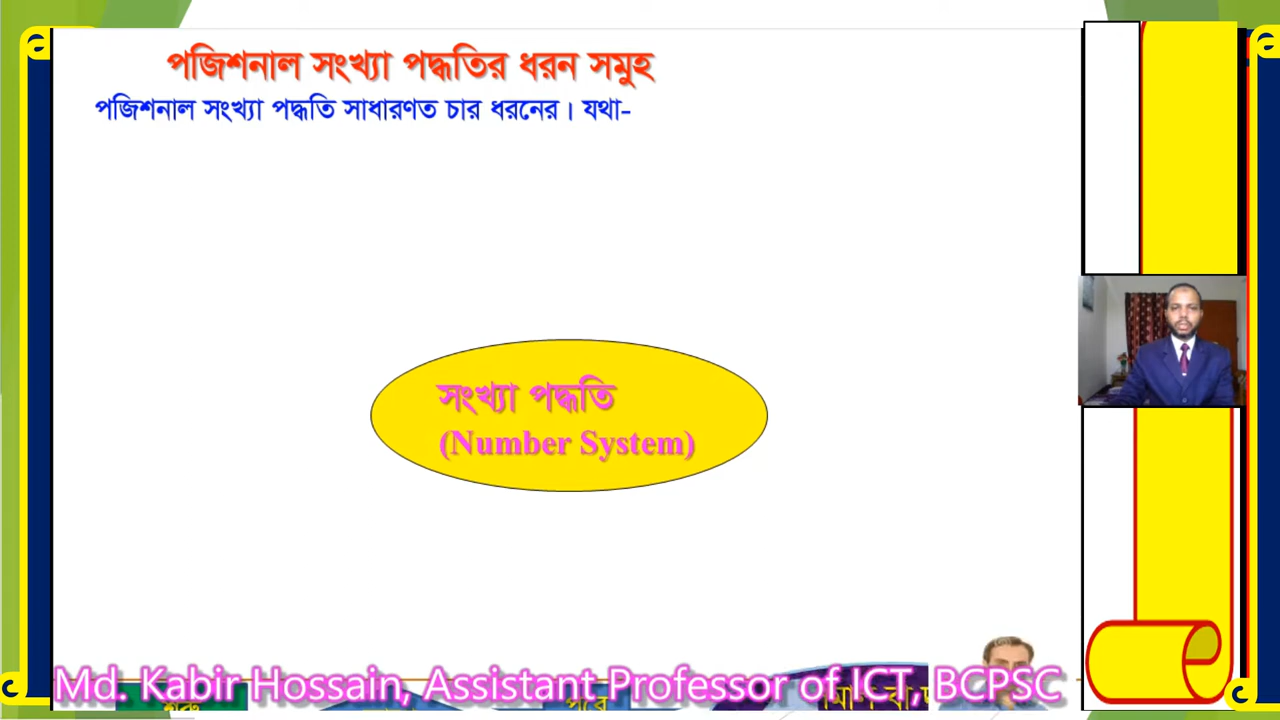 পজিশনাল সংখ্যা পদ্ধতির ধরন সমুহ
পজিশনাল সংখ্যা পদ্ধতি সাধারণত চার ধরনের। যথা-
সংখ্যা পদ্ধতি
(Number System)
Md. Kabir Hossain, Assistant Professor of ICT, BCPSC